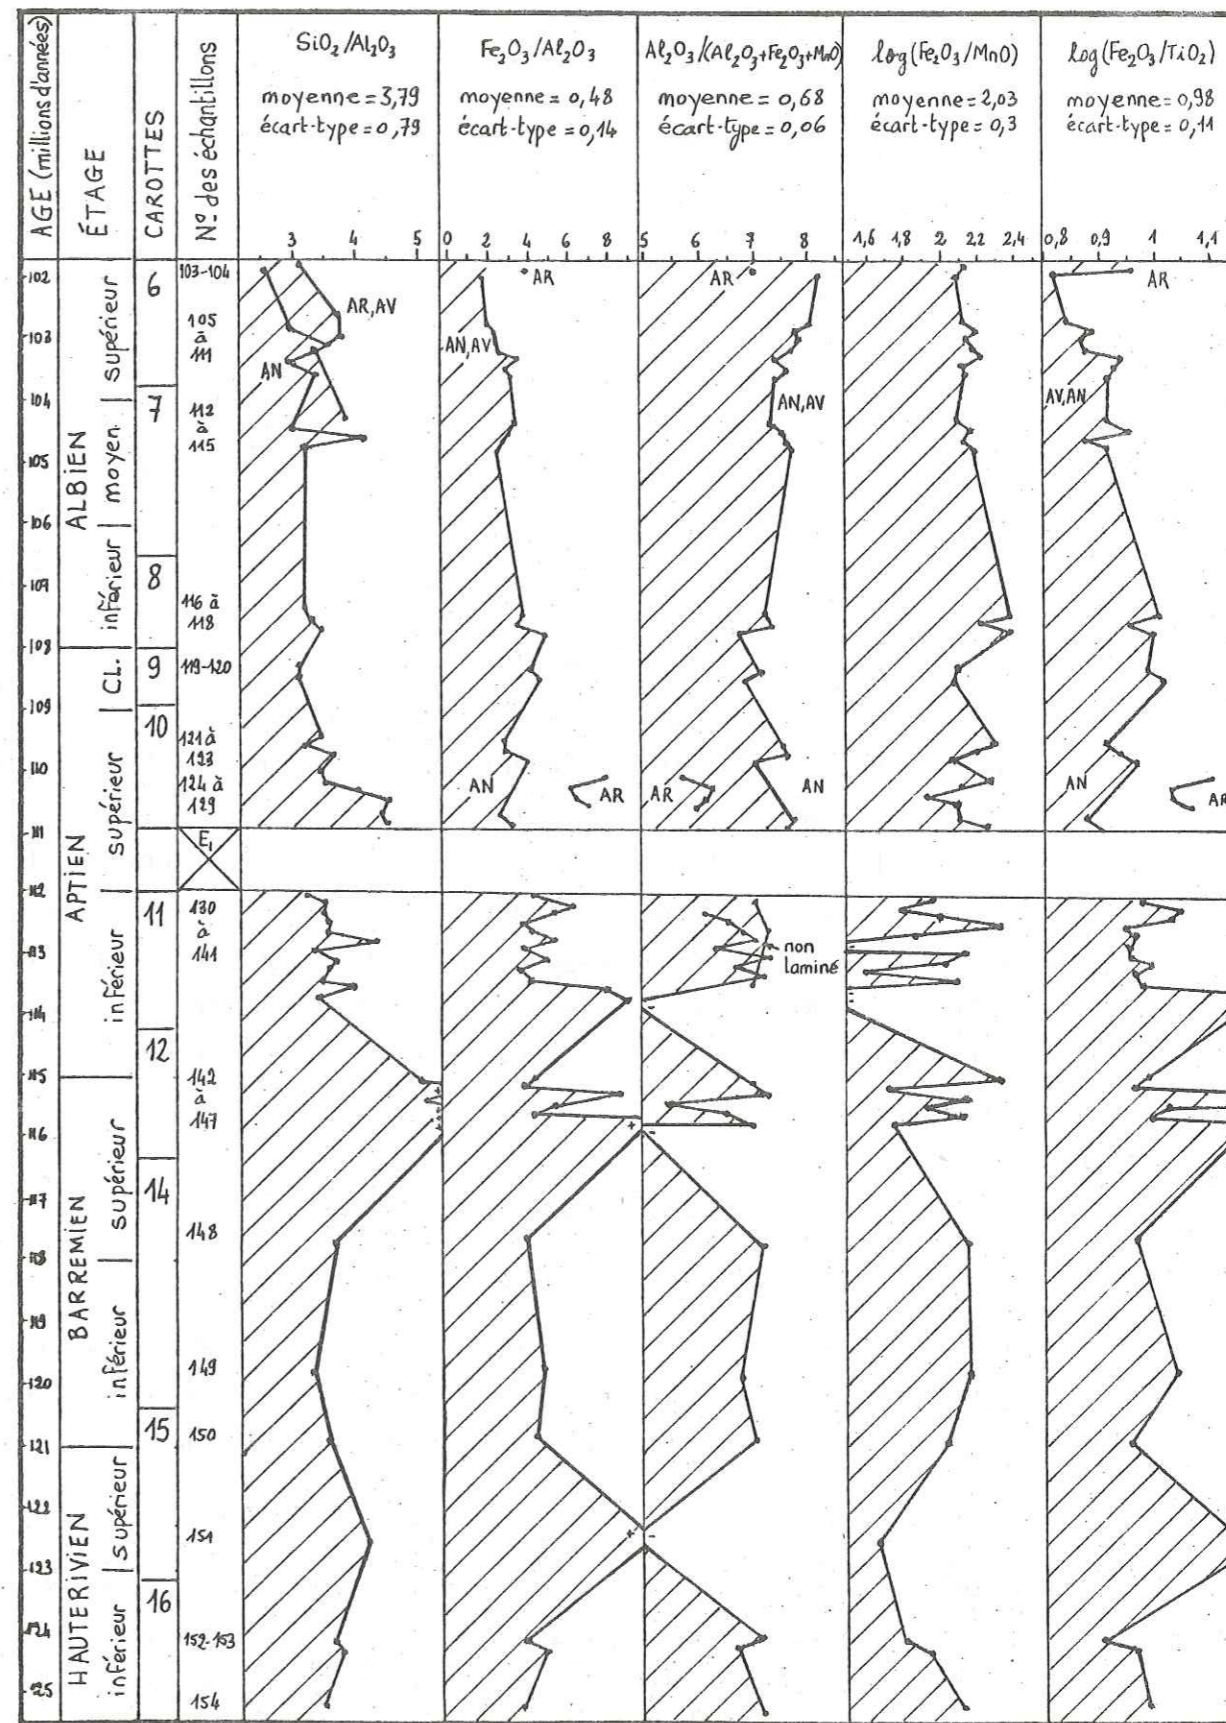 AGE (millions d'années)
ÉTAGE
CAROTTES
Nº des échantillons
SiO2/Al2O3
moyenne = 3,79
écart-type = 0,79
Fe2O3/Al2O3
moyenne = 0,48
écart-type = 0,14
Al2O3/(Al2O3+Fe2O3+MnO)
moyenne = 0,68
écart-type = 0,06
log(Fe2O3/MnO)
moyenne = 2,03
écart-type = 0,3
log(Fe2O3/TiO2)
moyenne = 0,98
écart-type = 0,11
3 4 5
0 2 4 6 8
5 6 7 8
1,6 1,8 2 2,2 2,4
0,8 0,9 1 1,1
102
103
104
105
106
107
108
109
110
111
112
113
114
115
116
117
118
119
120
121
122
123
124
125
ALBIEN
supérieur
moyen
inférieur
CL.
APTIEN
supérieur
inférieur
BARREMIEN
supérieur
inférieur
HAUTERIVIEN
supérieur
inférieur
6
7
8
9
10
11
12
14
15
16
103-104
105
à
111
112
à
115
116 à
118
119-120
121 à
123
124 à
129
E1
130
à
141
142
à
147
148
149
150
151
152-153
154
AR,AV
AN
AR
AN,AV
AN
AR
AR
AN,AV
AR
AN
non
laminé
AR
AV,AN
AN
AR